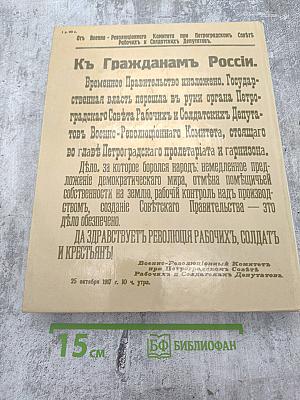 Отъ Военно-Революціоннаго Комитета при Петроградскомъ Совѣтѣ
Рабочихъ и Солдатскихъ Депутатовъ.
Къ Гражданамъ Россіи.
Временное Правительство низложено. Государ-
ственная власть перешла въ руки органа Петро-
градскаго Совѣта Рабочихъ и Солдатскихъ Депута-
товъ Военно-Революціоннаго Комитета, стоящаго
во главѣ Петроградскаго пролетаріата и гарнизона.
Дѣло, за которое боролся народъ: немедленное пред-
ложеніе демократическаго мира, отмѣна помѣщичьей
собственности на землю, рабочій контроль надъ производ-
ствомъ, созданіе Совѣтскаго Правительства — это
дѣло обезпечено.
ДА ЗДРАВСТВУЕТЪ РЕВОЛЮЦІЯ РАБОЧИХЪ, СОЛДАТЪ
И КРЕСТЬЯНЪ!
Военно-Революціонный Комитетъ
при Петроградскомъ Совѣтѣ
Рабочихъ и Солдатскихъ Депутатовъ.
25 октября 1917 г. 10 ч. утра.
15 см
БФ БИБЛИОФАН